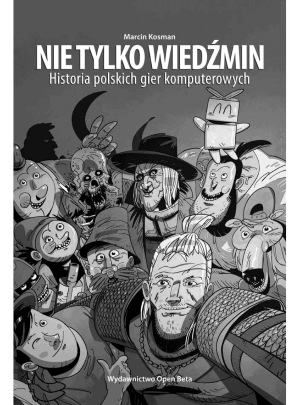 Marcin Kosman
NIE TYLKO WIEDŹMIN
Historia polskich gier komputerowych
Wydawnictwo Open Beta